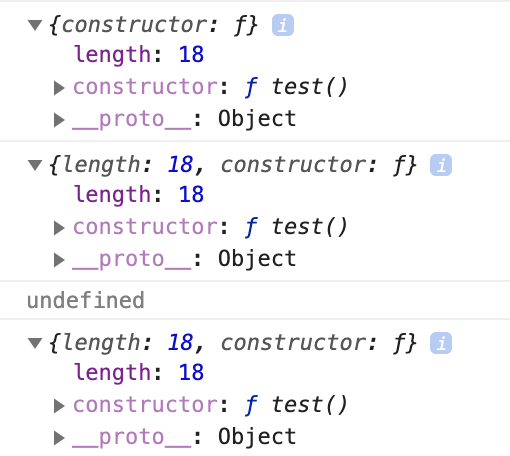 ▼{constructor: ƒ} i
length: 18
▶constructor: ƒ test()
▶__proto__: Object
▼{length: 18, constructor: ƒ} i
length: 18
▶constructor: ƒ test()
▶__proto__: Object
undefined
▼{length: 18, constructor: ƒ} i
length: 18
▶constructor: ƒ test()
▶__proto__: Object